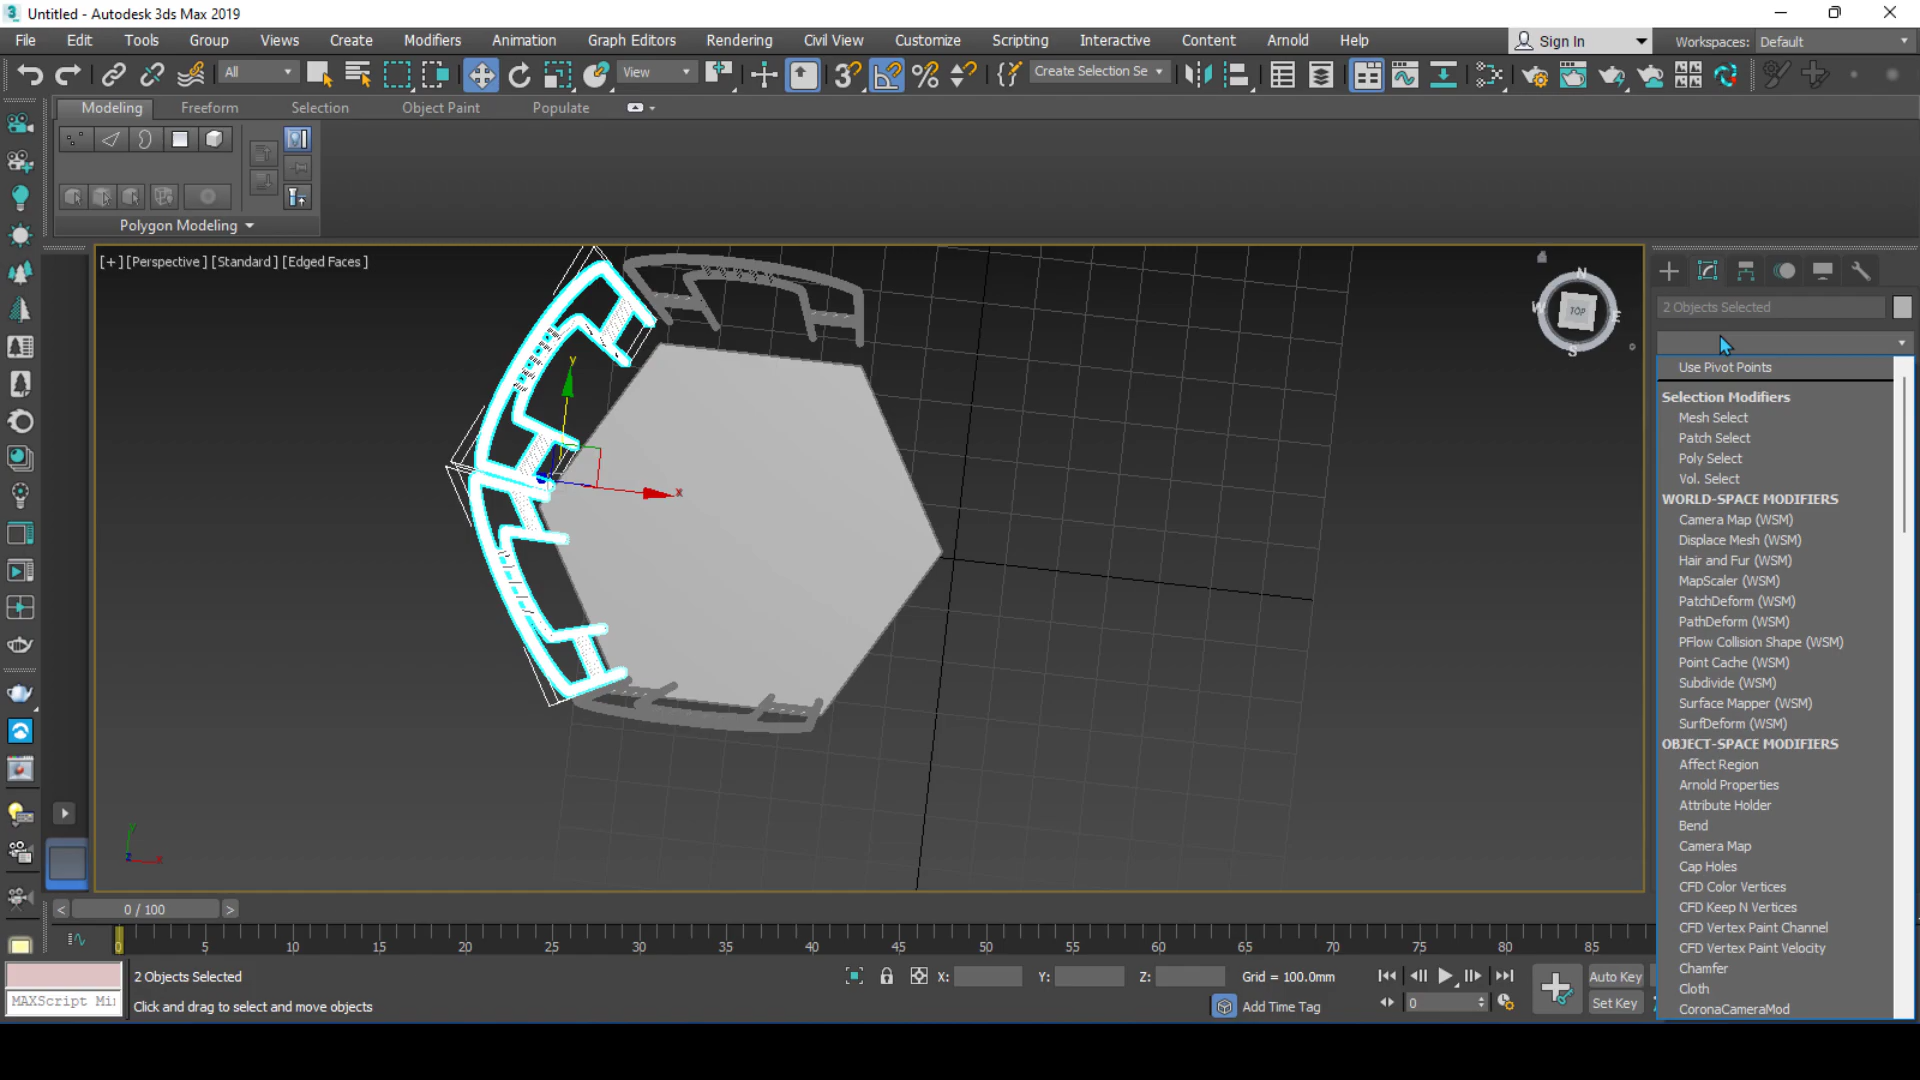 Untitled - Autodesk 3ds Max 2019
File Edit Tools Group Views Create Modifiers Animation Graph Editors Rendering Civil View Customize Scripting Interactive Content Arnold Help Sign In Workspaces: Default
All View Create Selection Se
Modeling Freeform Selection Object Paint Populate
Polygon Modeling
[+] [Perspective] [Standard] [Edged Faces]
N
W TOP E
S
y
x
y
z x
2 Objects Selected
Use Pivot Points
Selection Modifiers
Mesh Select
Patch Select
Poly Select
Vol. Select
WORLD-SPACE MODIFIERS
Camera Map (WSM)
Displace Mesh (WSM)
Hair and Fur (WSM)
MapScaler (WSM)
PatchDeform (WSM)
PathDeform (WSM)
PFlow Collision Shape (WSM)
Point Cache (WSM)
Subdivide (WSM)
Surface Mapper (WSM)
SurfDeform (WSM)
OBJECT-SPACE MODIFIERS
Affect Region
Arnold Properties
Attribute Holder
Bend
Camera Map
Cap Holes
CFD Color Vertices
CFD Keep N Vertices
CFD Vertex Paint Channel
CFD Vertex Paint Velocity
Chamfer
Cloth
CoronaCameraMod
< 0 / 100 >
0 5 10 15 20 25 30 35 40 45 50 55 60 65 70 75 80 85
2 Objects Selected X: Y: Z: Grid = 100.0mm Auto Key
MAXScript Mi Click and drag to select and move objects Add Time Tag 0 Set Key